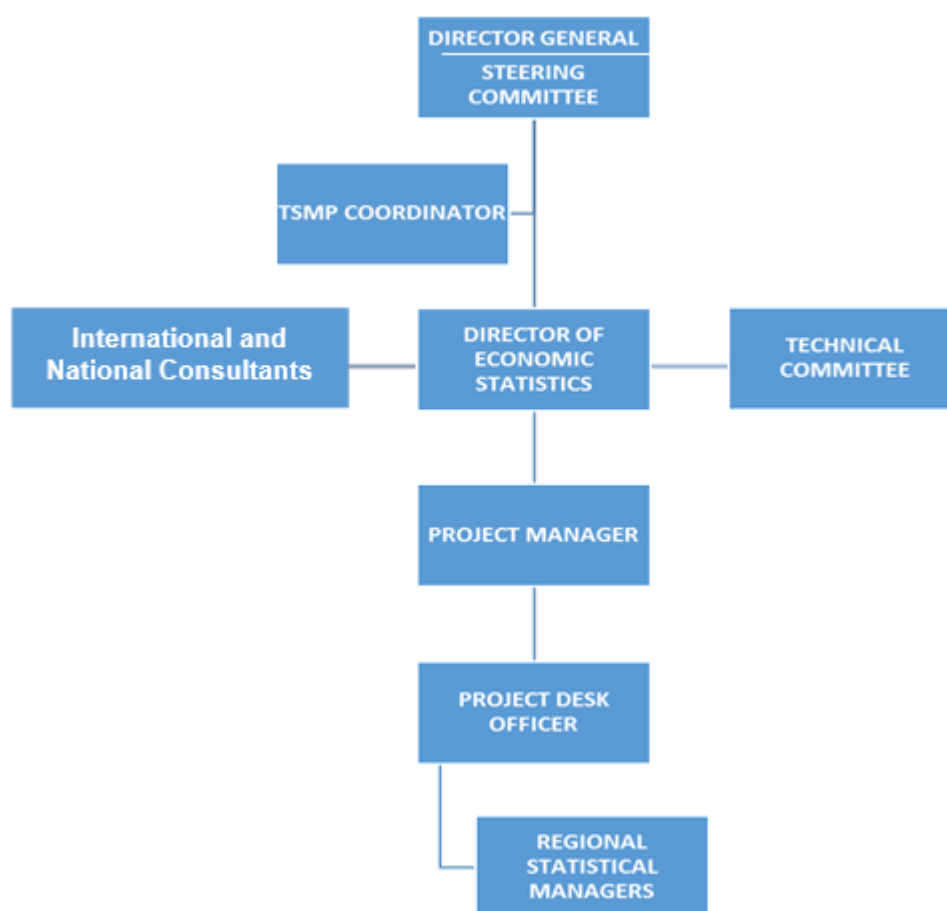 DIRECTOR GENERAL
STEERING
COMMITTEE
TSMP COORDINATOR
International and
National Consultants
DIRECTOR OF
ECONOMIC
STATISTICS
TECHNICAL
COMMITTEE
PROJECT MANAGER
PROJECT DESK
OFFICER
REGIONAL
STATISTICAL
MANAGERS